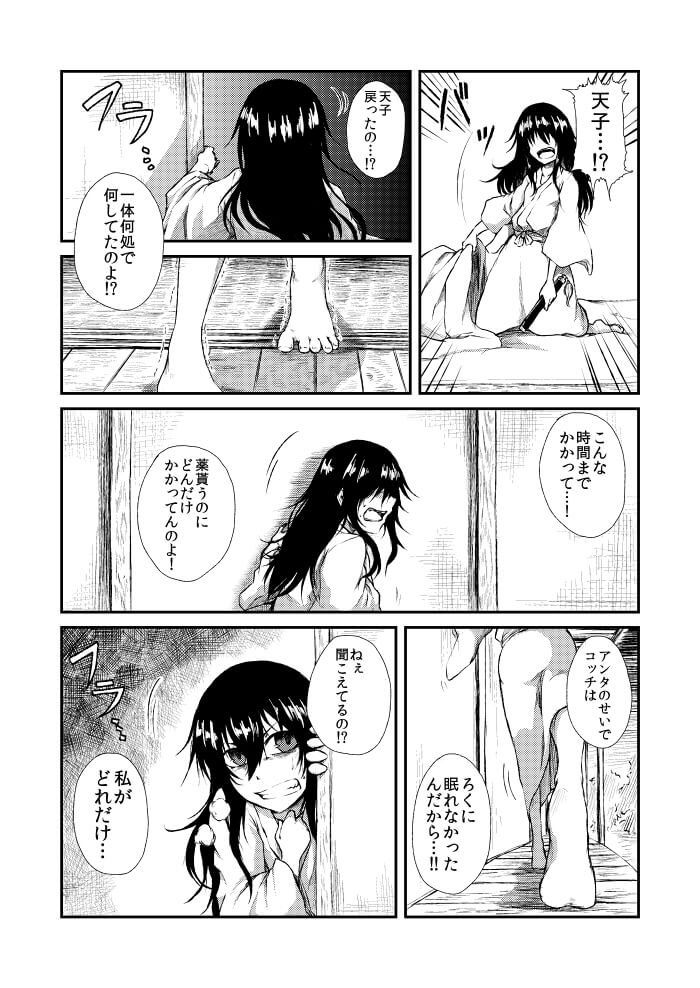 天子…!?
天子
戻ったの…!?
フラ…
一体何処で
何してたのよ!?
こんな
時間まで
かかって…!
薬貰うのに
どんだけ
かかってんのよ!
アンタのせいで
コッチは
ろくに
眠れなかった
んだから…!!
ねぇ
聞こえてるの!?
フラ…
私が
どれだけ…